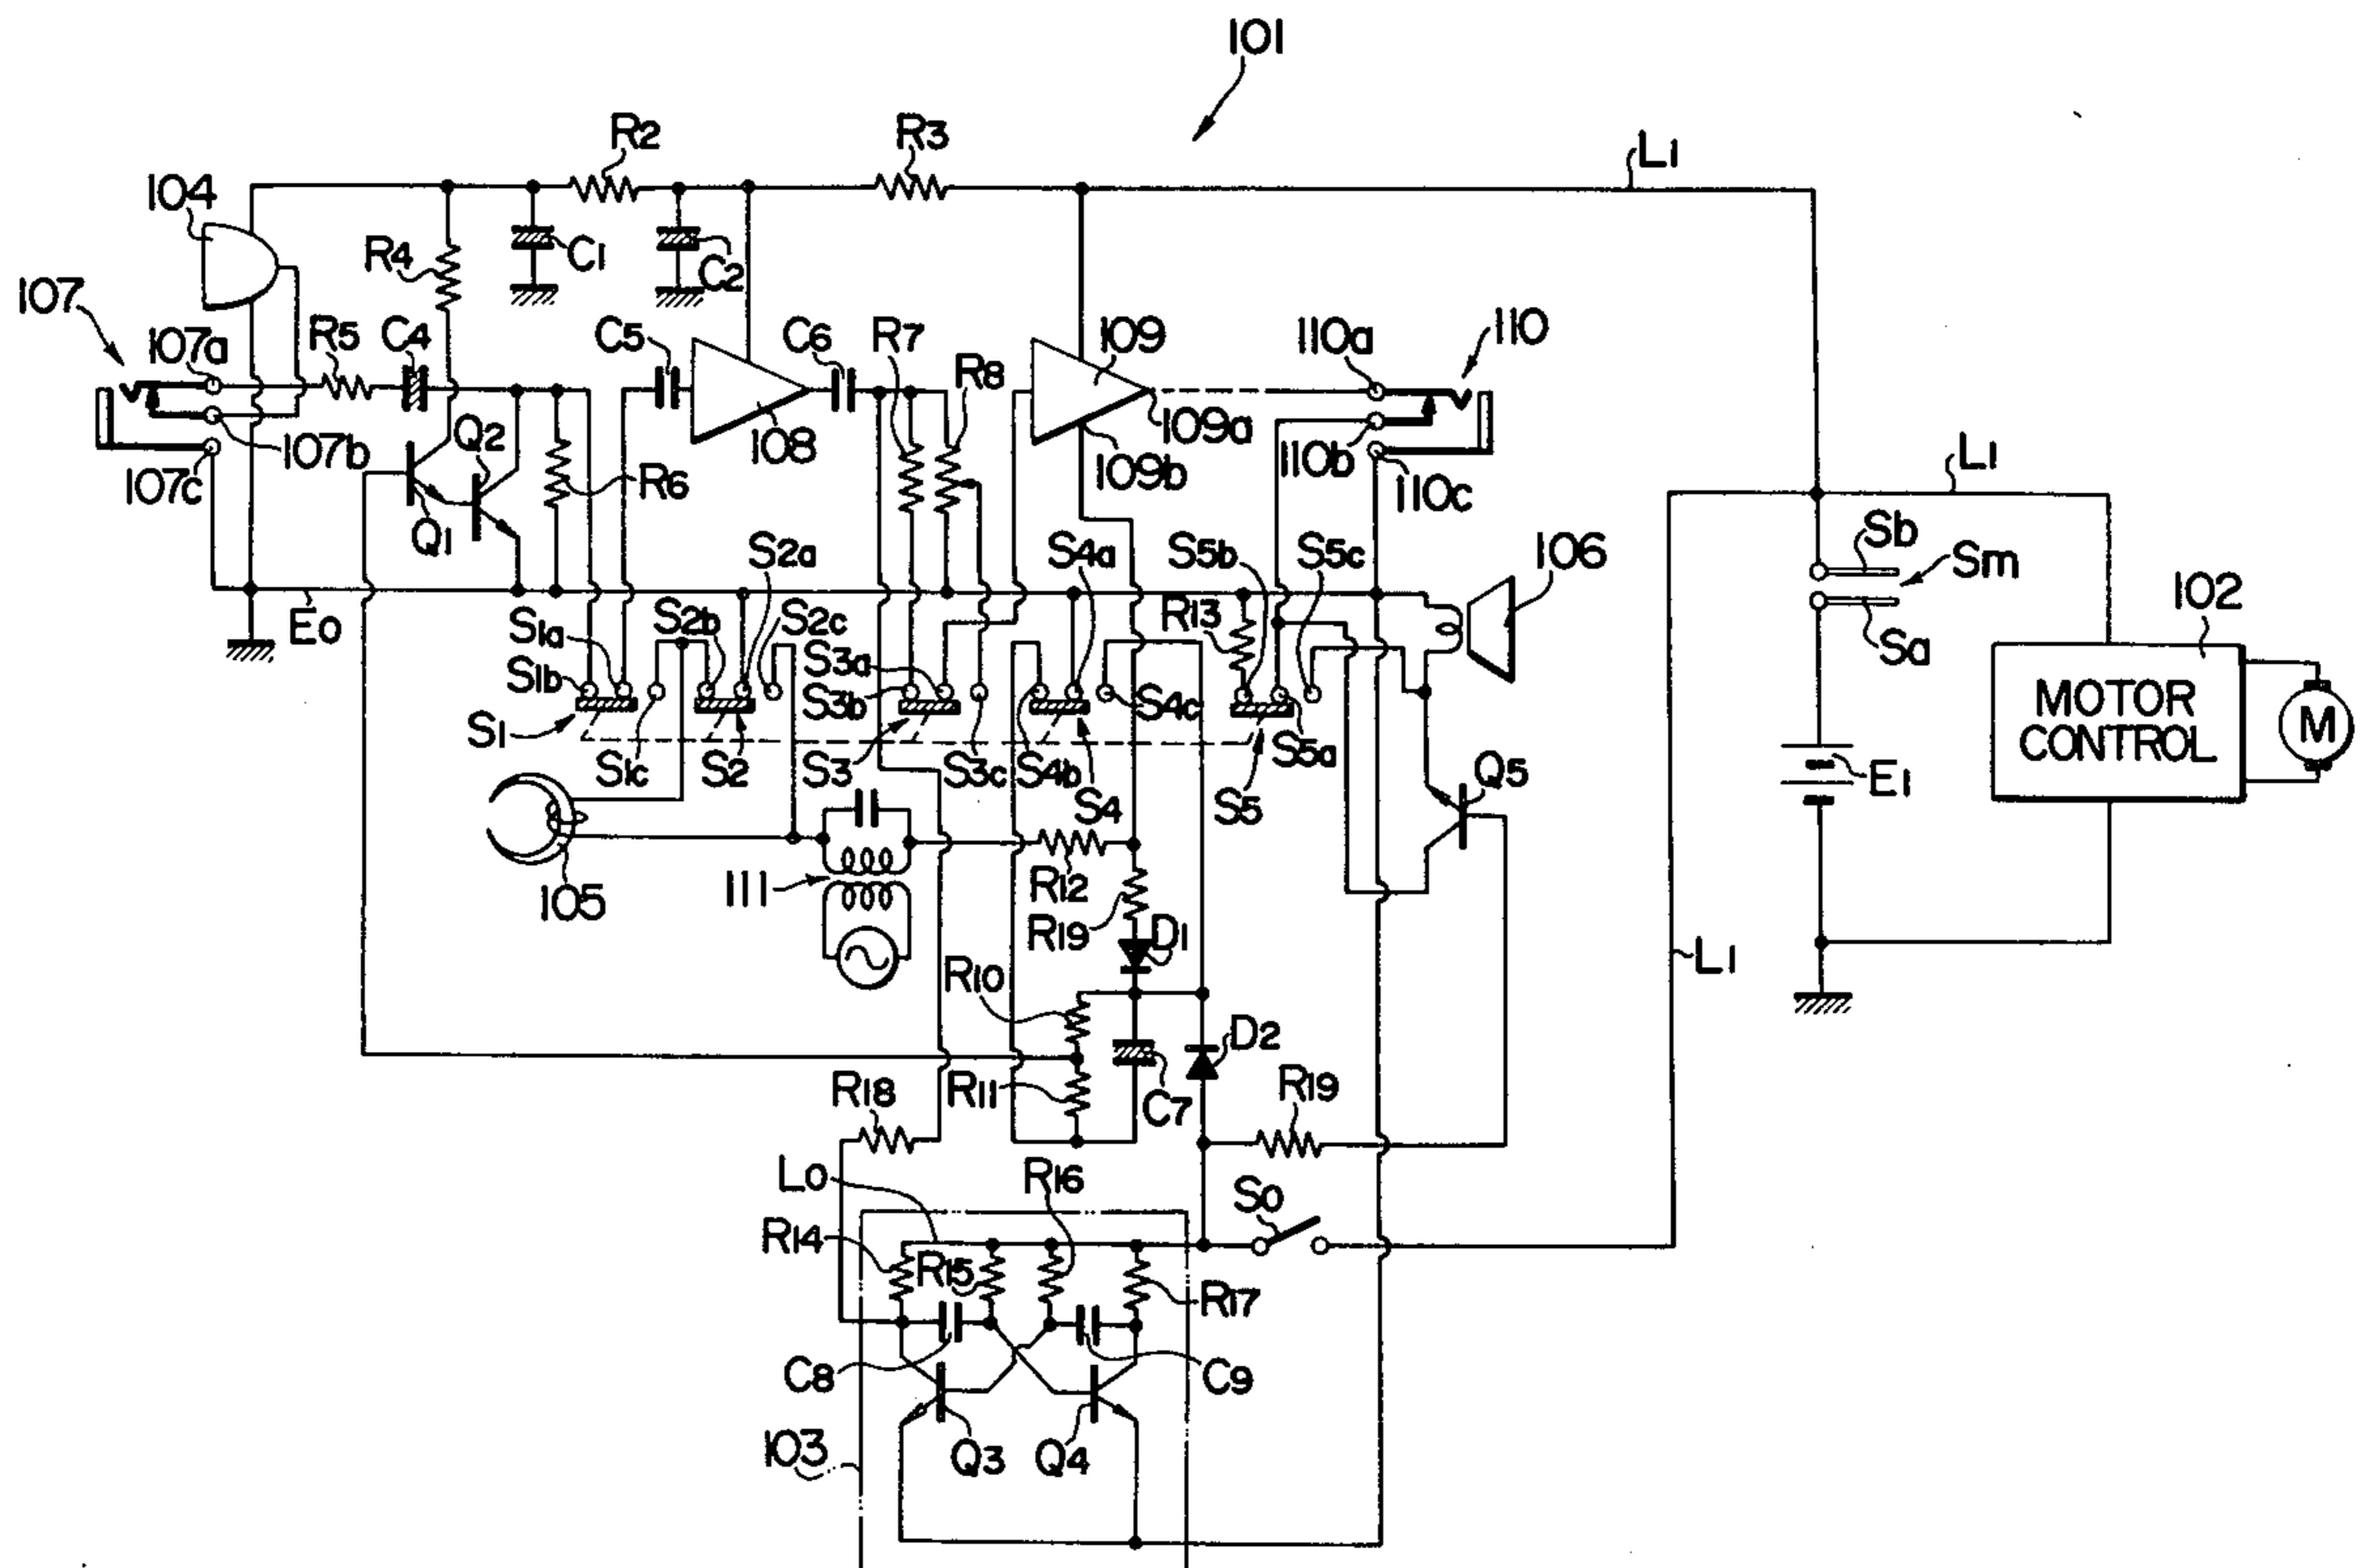 101
R2
R3
L1
104
R4
C1
C2
107
107a
R5
C4
C5
C6
R7
R8
109
110a
110
108
109a
107b
Q2
107c
R6
109b
110b
110c
L1
Q1
S2a
S4a
S5b
S5c
106
Sb
Sm
E0
S1a
S2b
S2c
R13
Sa
102
S1b
S3a
S3b
S4c
MOTOR
CONTROL
M
S1
S1c
S2
S3
S3c
S4b
S4
S5
S5a
Q5
E1
105
111
R12
R19
D1
R10
L1
D2
R18
R11
C7
R19
L0
R16
S0
R14
R15
R17
C8
C9
103
Q3
Q4